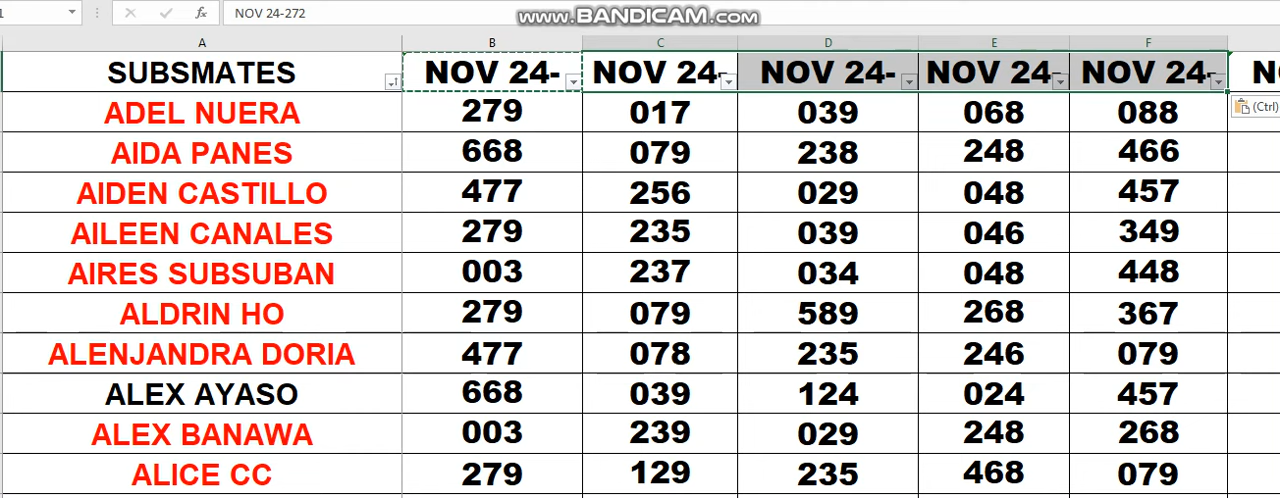 1 NOV 24-272
www.BANDICAM.com
A B C D E F
SUBSMATES NOV 24- NOV 24- NOV 24- NOV 24- NOV 24- N
ADEL NUERA 279 017 039 068 088
(Ctrl)
AIDA PANES 668 079 238 248 466
AIDEN CASTILLO 477 256 029 048 457
AILEEN CANALES 279 235 039 046 349
AIRES SUBSUBAN 003 237 034 048 448
ALDRIN HO 279 079 589 268 367
ALENJANDRA DORIA 477 078 235 246 079
ALEX AYASO 668 039 124 024 457
ALEX BANAWA 003 239 029 248 268
ALICE CC 279 129 235 468 079